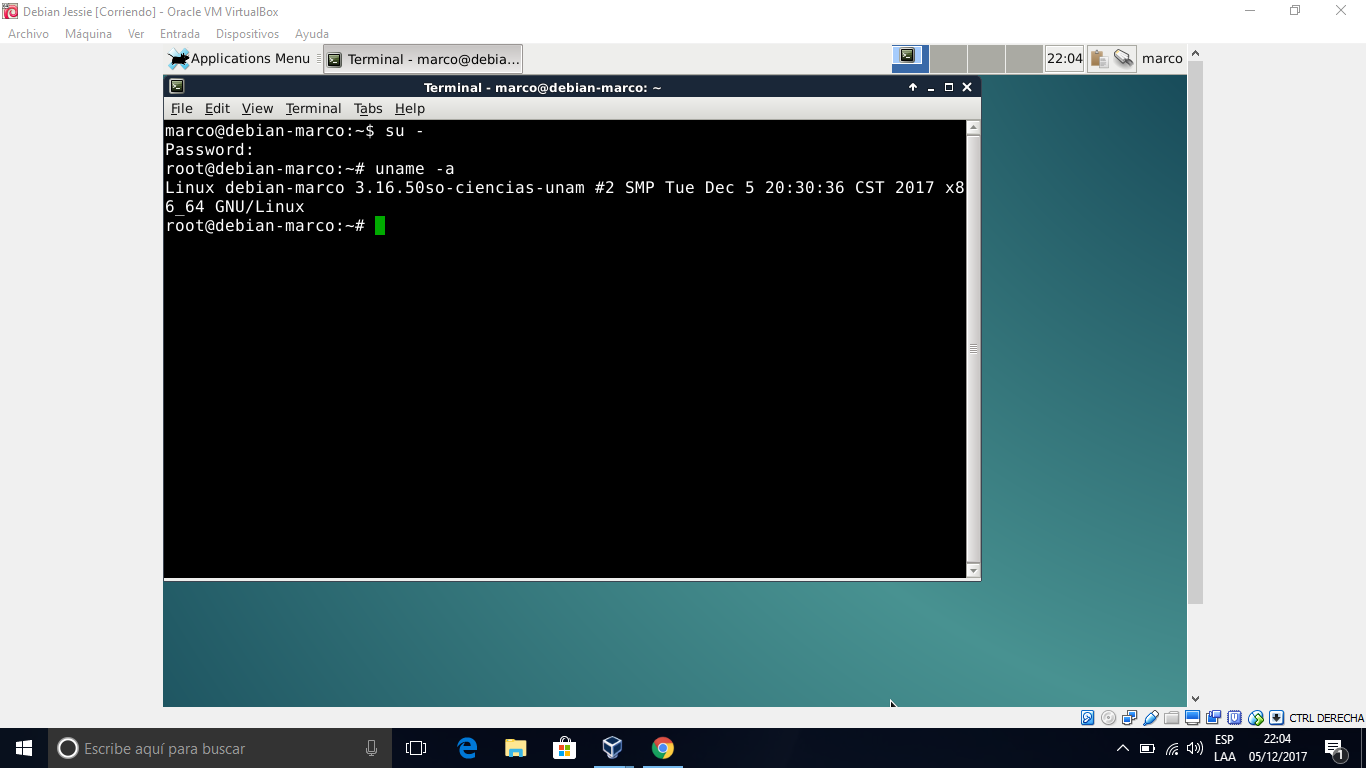 Debian Jessie [Corriendo] - Oracle VM VirtualBox
Archivo Máquina Ver Entrada Dispositivos Ayuda
Applications Menu Terminal - marco@debia... 22:04 marco
Terminal - marco@debian-marco: ~
File Edit View Terminal Tabs Help
marco@debian-marco:~$ su -
Password:
root@debian-marco:~# uname -a
Linux debian-marco 3.16.50so-ciencias-unam #2 SMP Tue Dec 5 20:30:36 CST 2017 x8
6_64 GNU/Linux
root@debian-marco:~#
CTRL DERECHA
Escribe aquí para buscar
ESP
LAA
22:04
05/12/2017
1